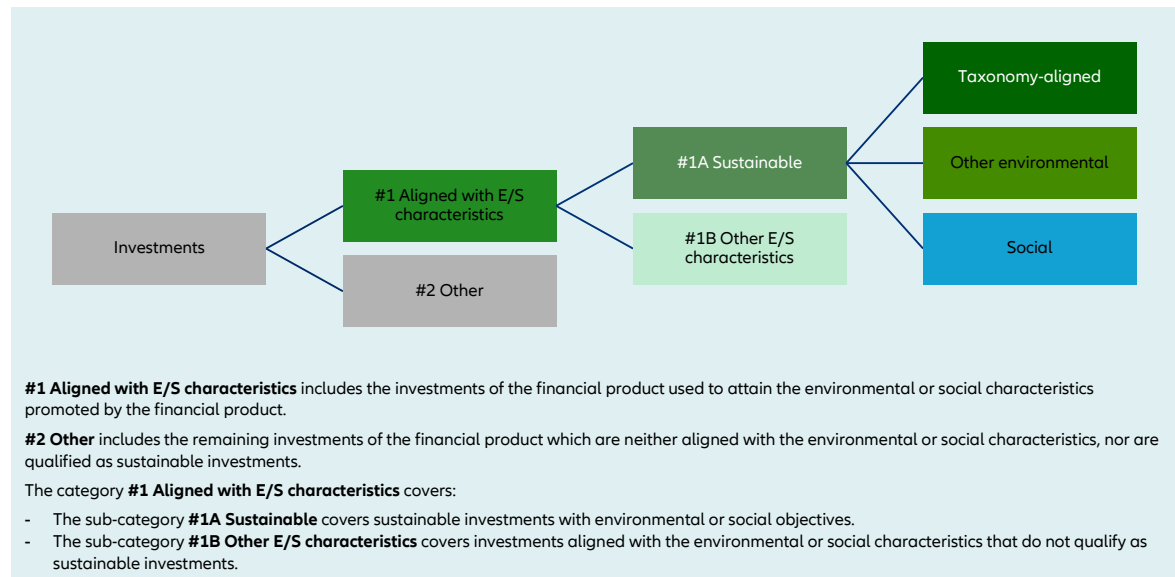 Taxonomy-aligned
#1A Sustainable
Other environmental
#1 Aligned with E/S
characteristics
Investments
#1B Other E/S
characteristics
Social
#2 Other
#1 Aligned with E/S characteristics includes the investments of the financial product used to attain the environmental or social characteristics
promoted by the financial product.
#2 Other includes the remaining investments of the financial product which are neither aligned with the environmental or social characteristics, nor are
qualified as sustainable investments.
The category #1 Aligned with E/S characteristics covers:
- The sub-category #1A Sustainable covers sustainable investments with environmental or social objectives.
- The sub-category #1B Other E/S characteristics covers investments aligned with the environmental or social characteristics that do not qualify as
sustainable investments.